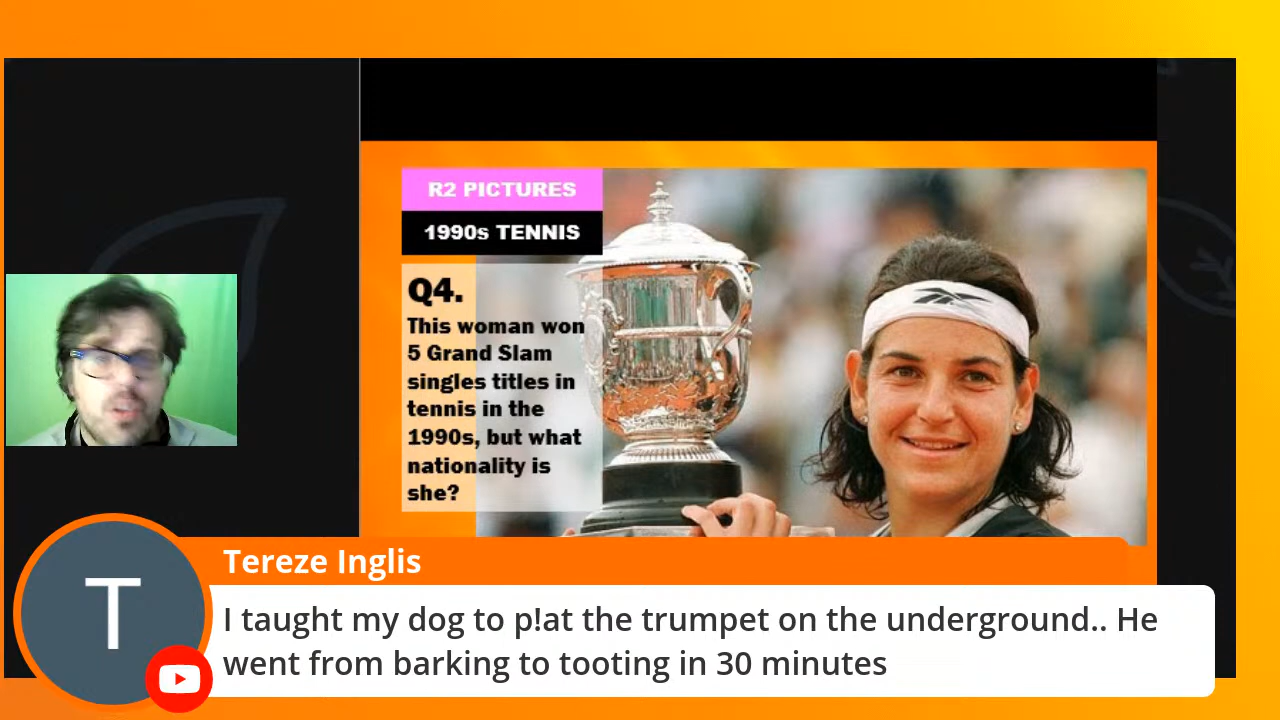 R2 PICTURES
1990s TENNIS
Q4.
This woman won
5 Grand Slam
singles titles in
tennis in the
1990s, but what
nationality is
she?
T
Tereze Inglis
I taught my dog to p!at the trumpet on the underground.. He
went from barking to tooting in 30 minutes